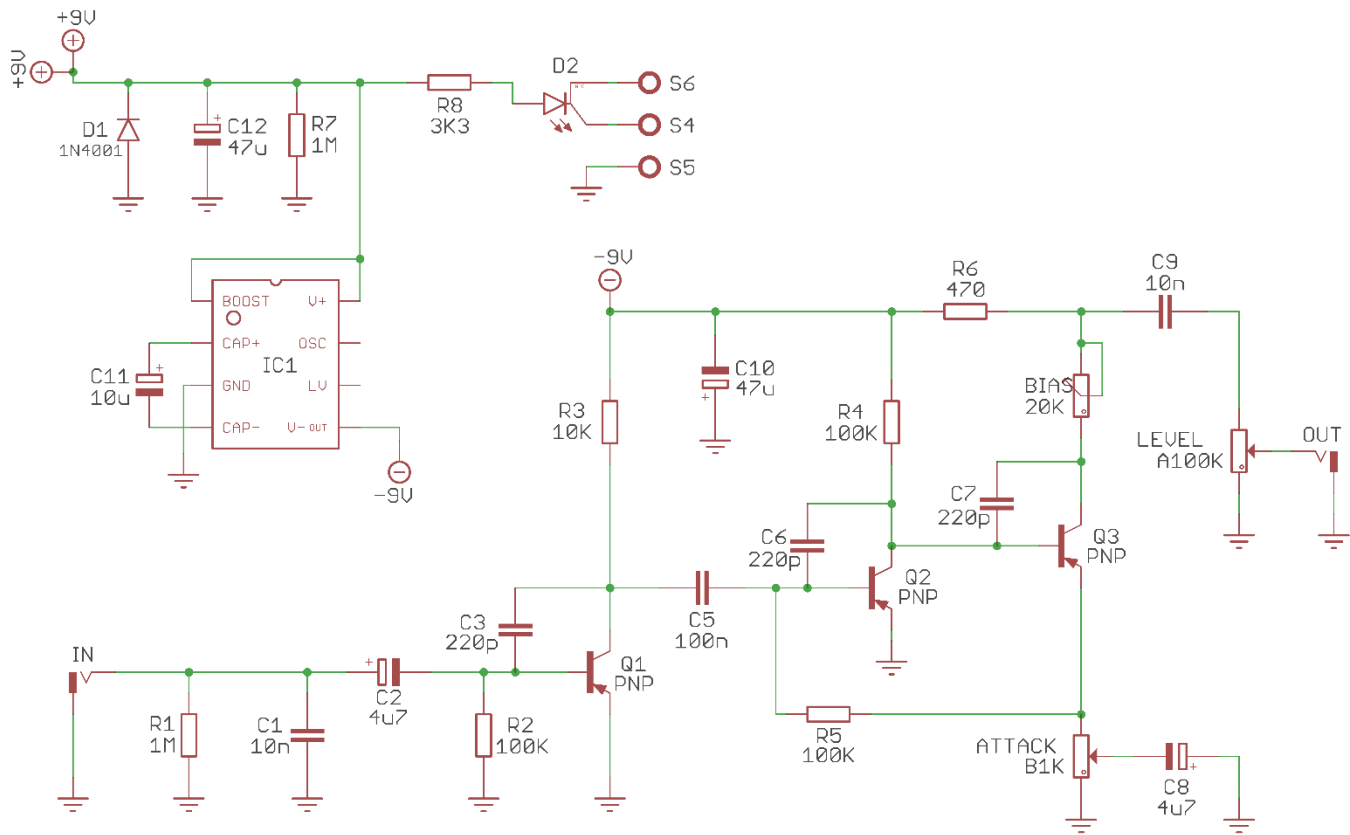 +9V
+9V
D1
1N4001
C12
47u
R7
1M
R8
3K3
D2
S6
S4
S5
BOOST
V+
CAP+
OSC
IC1
GND
LV
CAP-
V-OUT
C11
10u
-9V
-9V
R3
10K
C10
47u
R4
100K
R6
470
BIAS
20K
C9
10n
LEVEL
A100K
OUT
C7
220p
Q3
PNP
C6
220p
Q2
PNP
C5
100n
C3
220p
Q1
PNP
IN
R1
1M
C1
10n
C2
4u7
R2
100K
R5
100K
ATTACK
B1K
C8
4u7